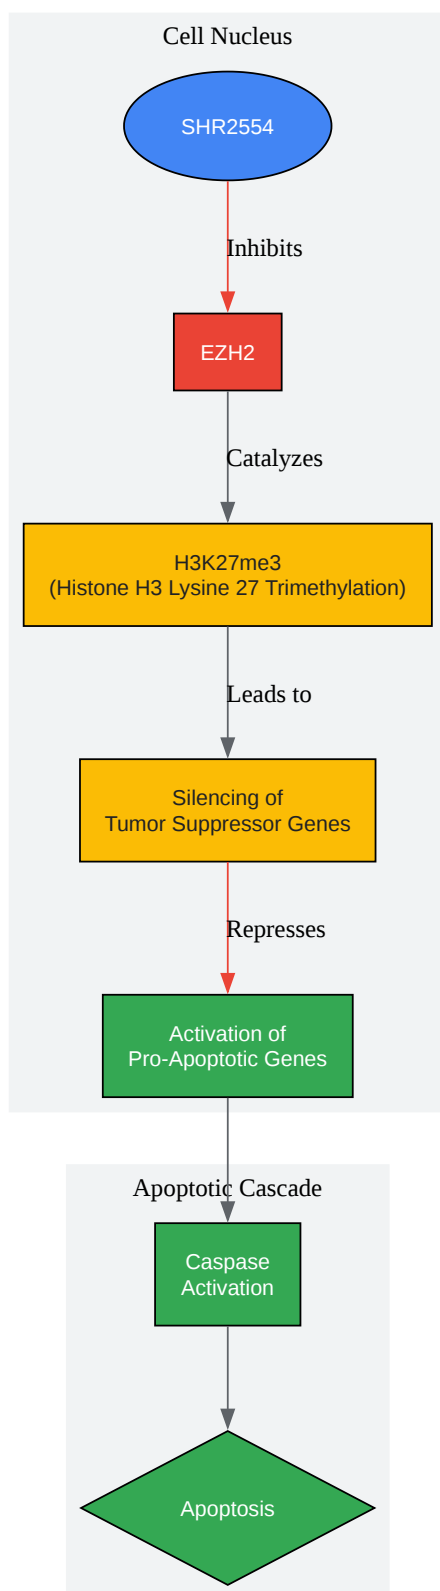 Cell Nucleus
SHR2554
Inhibits
EZH2
Catalyzes
H3K27me3
(Histone H3 Lysine 27 Trimethylation)
Leads to
Silencing of
Tumor Suppressor Genes
Represses
Activation of
Pro-Apoptotic Genes
Apoptotic Cascade
Caspase
Activation
Apoptosis